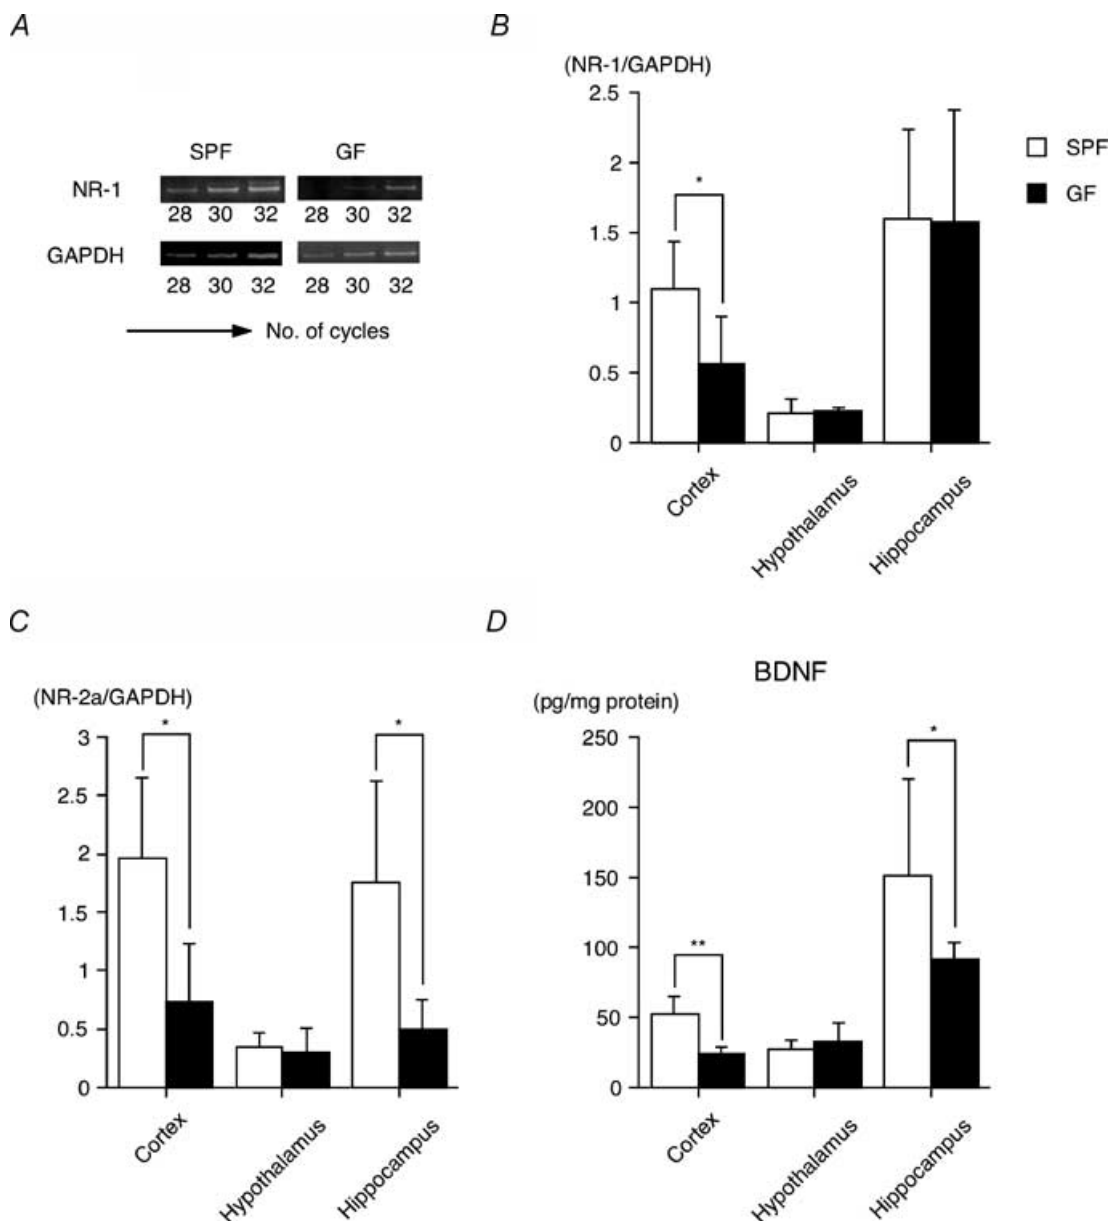 A
SPF GF
NR-1
28 30 32 28 30 32
GAPDH
28 30 32 28 30 32
No. of cycles
B
(NR-1/GAPDH)
2.5
2
1.5
1
0.5
0
*
SPF
GF
Cortex
Hypothalamus
Hippocampus
C
(NR-2a/GAPDH)
3
2.5
2
1.5
1
0.5
0
* *
Cortex
Hypothalamus
Hippocampus
D
BDNF
(pg/mg protein)
250
200
150
100
50
0
** *
Cortex
Hypothalamus
Hippocampus